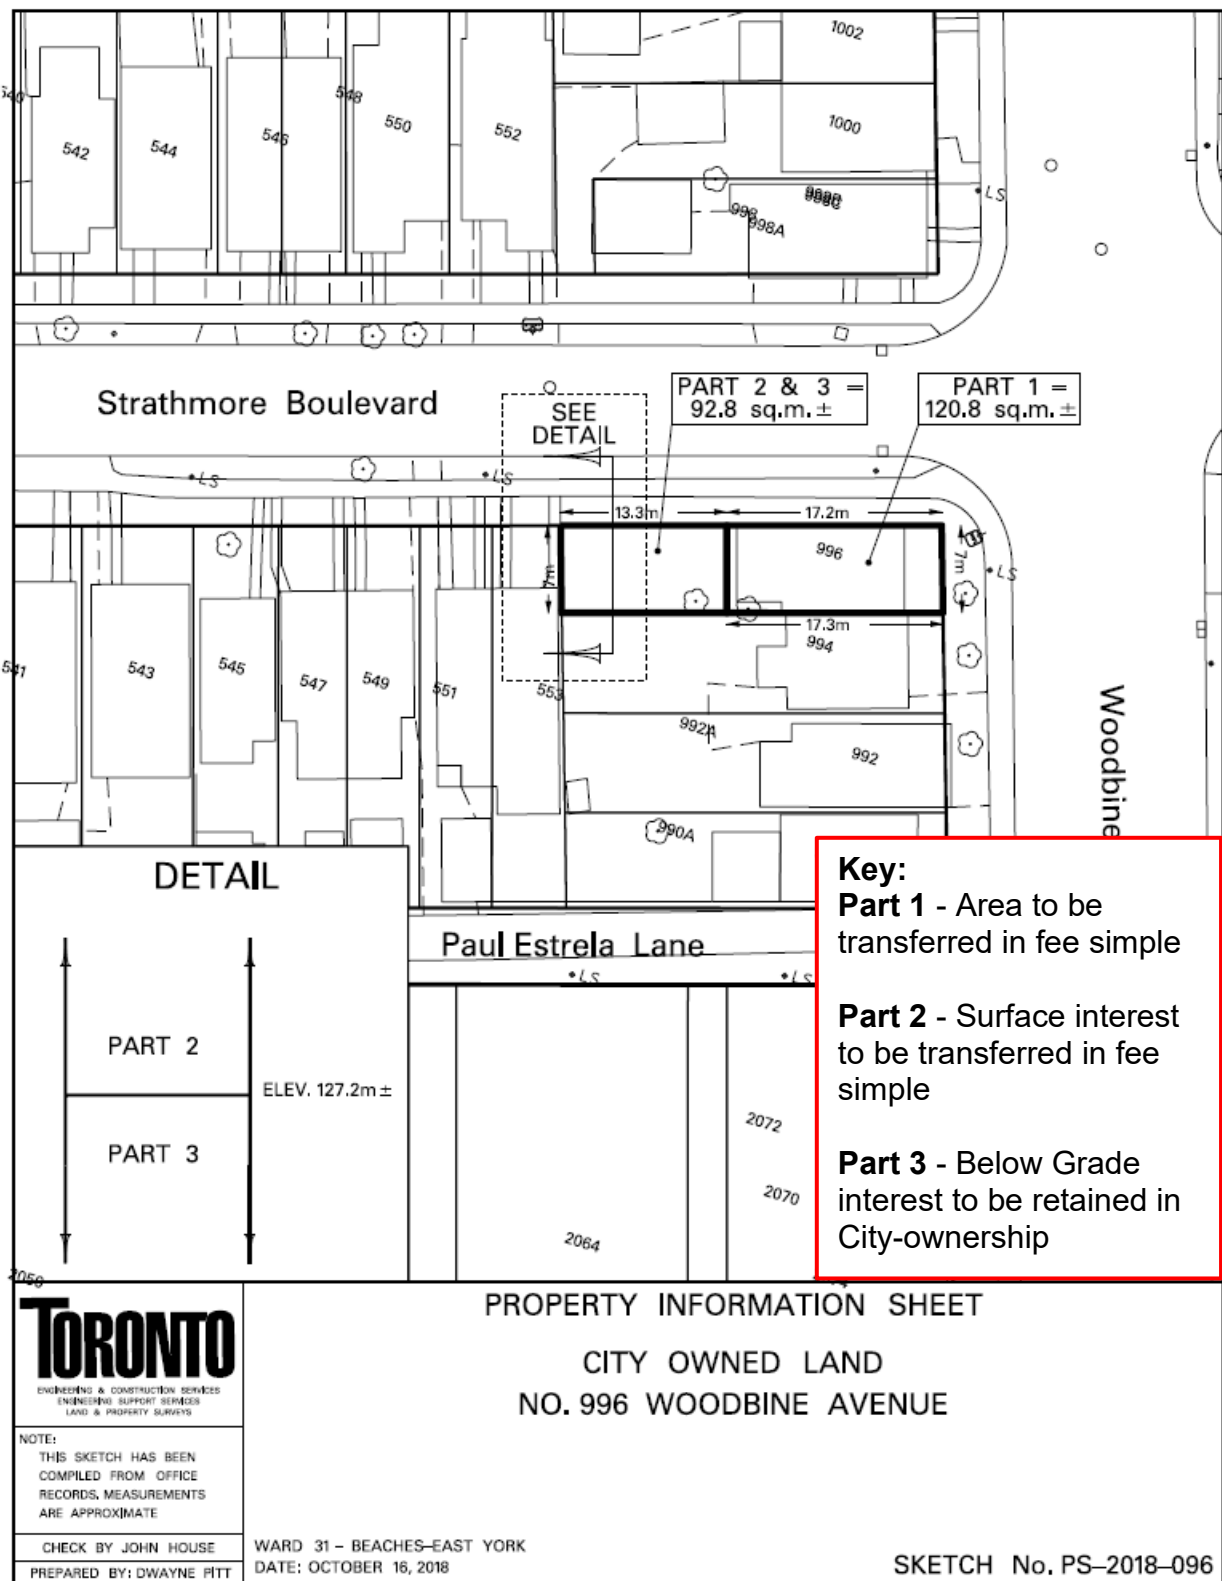 1002
542
544
546
548
550
552
1000
998
998A
LS
Strathmore Boulevard
SEE
DETAIL
PART 2 & 3 =
92.8 sq.m. ±
PART 1 =
120.8 sq.m. ±
LS
LS
13.3m
17.2m
996
7m
7m
LS
17.3m
994
541
543
545
547
549
551
553
992A
992
990A
Woodbine
DETAIL
PART 2
ELEV. 127.2m ±
PART 3
Paul Estrela Lane
LS
LS
2072
2070
2064
2056
Key:
Part 1 - Area to be
transferred in fee simple
Part 2 - Surface interest
to be transferred in fee
simple
Part 3 - Below Grade
interest to be retained in
City-ownership
TORONTO
ENGINEERING & CONSTRUCTION SERVICES
ENGINEERING SUPPORT SERVICES
LAND & PROPERTY SURVEYS
NOTE:
THIS SKETCH HAS BEEN
COMPILED FROM OFFICE
RECORDS. MEASUREMENTS
ARE APPROXIMATE
CHECK BY JOHN HOUSE
PREPARED BY: DWAYNE PITT
PROPERTY INFORMATION SHEET
CITY OWNED LAND
NO. 996 WOODBINE AVENUE
WARD 31 – BEACHES–EAST YORK
DATE: OCTOBER 16, 2018
SKETCH No. PS–2018–096